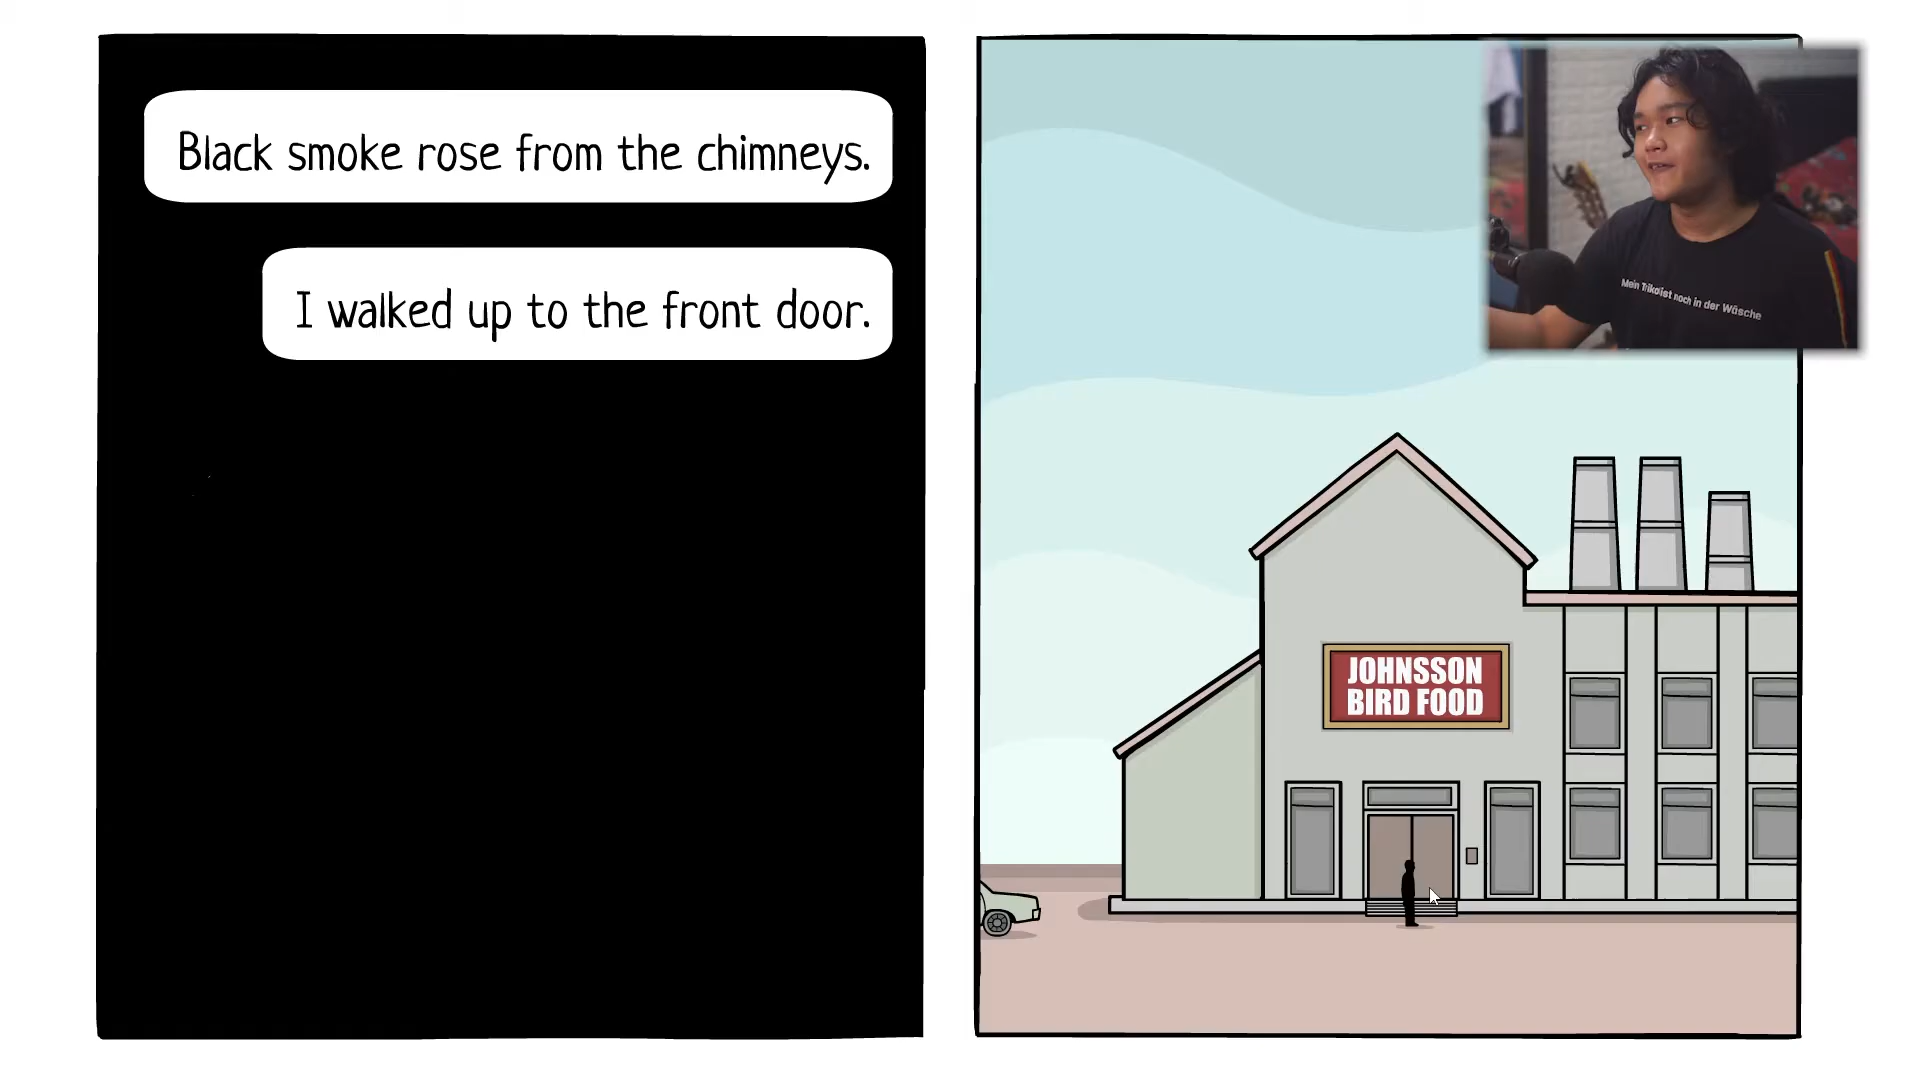 Black smoke rose from the chimneys.
I walked up to the front door.
JOHNSSON
BIRD FOOD
Mein Trikot ist noch in der Wäsche